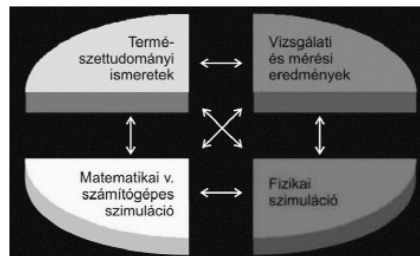 Termé-
szettudományi
ismeretek
Vizsgálati
és mérési
eredmények
Matematikai v.
számítógépes
szimuláció
Fizikai
szimuláció